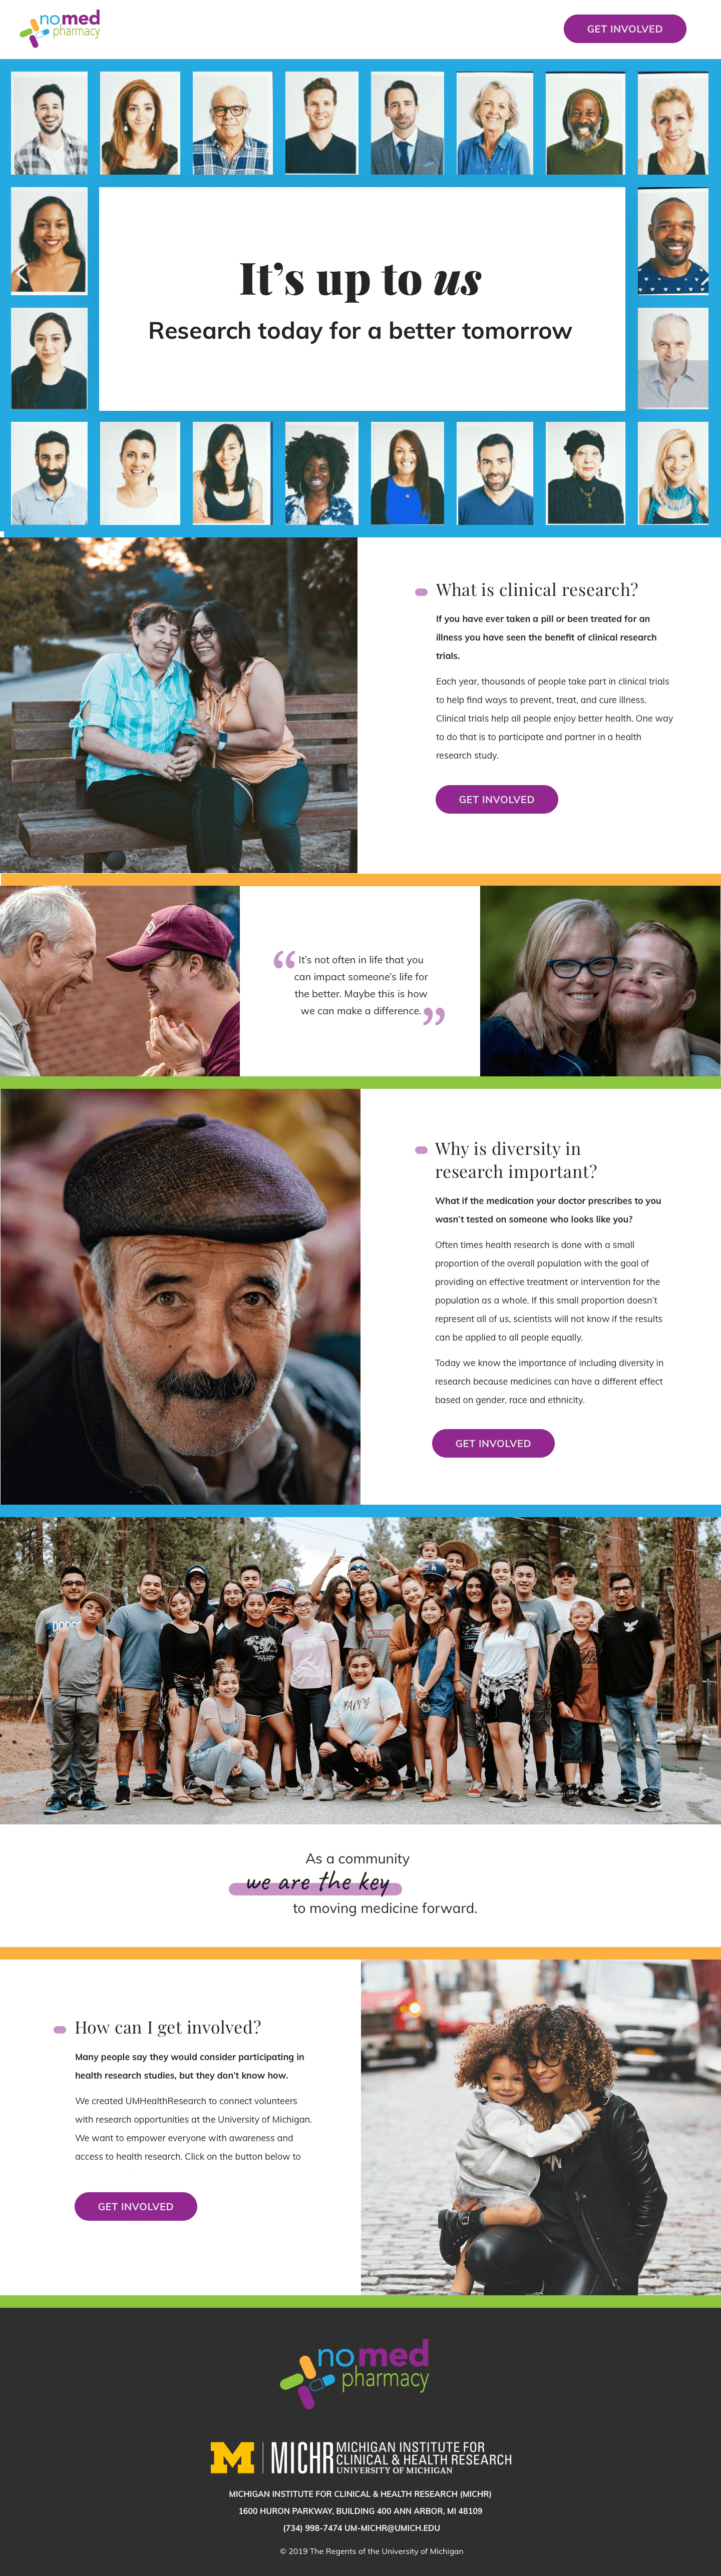 nomed
pharmacy
GET INVOLVED
It's up to us
Research today for a better tomorrow
What is clinical research?
If you have ever taken a pill or been treated for an
illness you have seen the benefit of clinical research
trials.
Each year, thousands of people take part in clinical trials
to help find ways to prevent, treat, and cure illness.
Clinical trials help all people enjoy better health. One way
to do that is to participate and partner in a health
research study.
GET INVOLVED
“It's not often in life that you
can impact someone's life for
the better. Maybe this is how
we can make a difference.”
Why is diversity in
research important?
What if the medication your doctor prescribes to you
wasn't tested on someone who looks like you?
Often times health research is done with a small
proportion of the overall population with the goal of
providing an effective treatment or intervention for the
population as a whole. If this small proportion doesn't
represent all of us, scientists will not know if the results
can be applied to all people equally.
Today we know the importance of including diversity in
research because medicines can have a different effect
based on gender, race and ethnicity.
GET INVOLVED
As a community
we are the key
to moving medicine forward.
How can I get involved?
Many people say they would consider participating in
health research studies, but they don't know how.
We created UMHealthResearch to connect volunteers
with research opportunities at the University of Michigan.
We want to empower everyone with awareness and
access to health research. Click on the button below to
GET INVOLVED
nomed
pharmacy
M MICHR MICHIGAN INSTITUTE FOR
CLINICAL & HEALTH RESEARCH
UNIVERSITY OF MICHIGAN
MICHIGAN INSTITUTE FOR CLINICAL & HEALTH RESEARCH (MICHR)
1600 HURON PARKWAY, BUILDING 400 ANN ARBOR, MI 48109
(734) 998-7474 UM-MICHR@UMICH.EDU
© 2019 The Regents of the University of Michigan